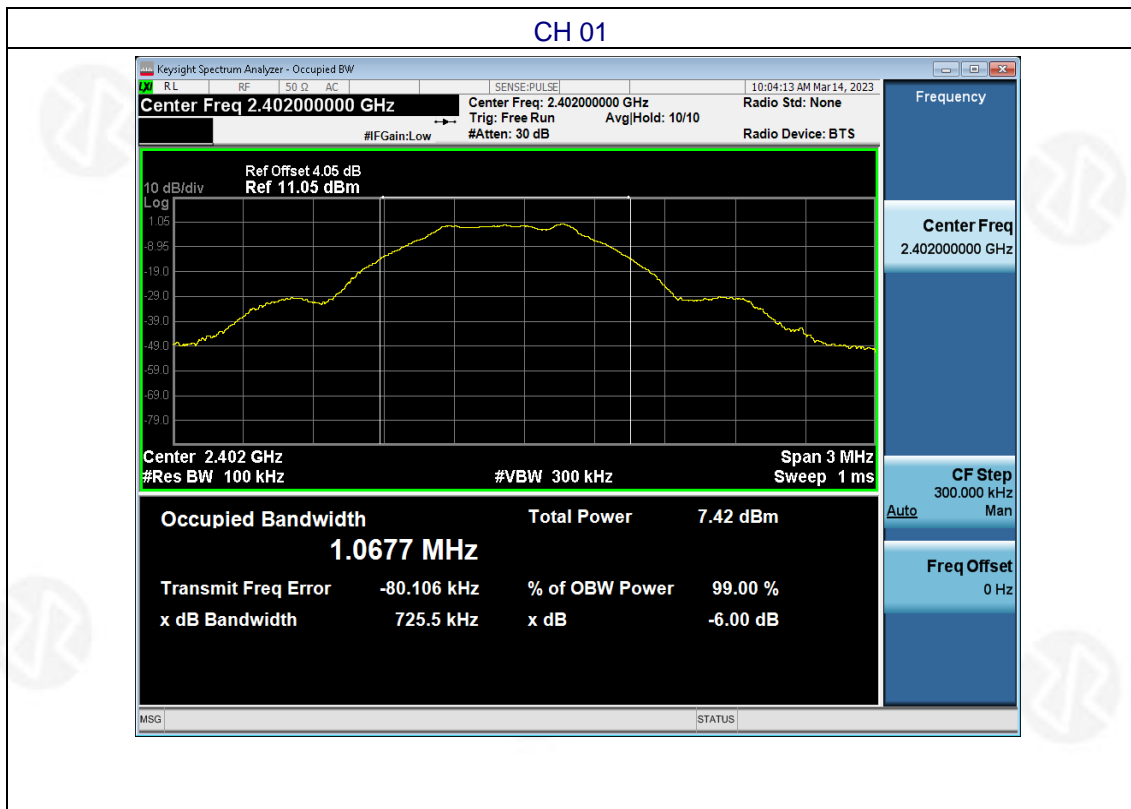 CH 01
Keysight Spectrum Analyzer - Occupied BW
LXI RL RF 50 Ω AC SENSE:PULSE 10:04:13 AM Mar 14, 2023
Center Freq 2.402000000 GHz
Center Freq: 2.402000000 GHz
Radio Std: None
Trig: Free Run Avg|Hold: 10/10
#IFGain:Low
#Atten: 30 dB
Radio Device: BTS
Ref Offset 4.05 dB
10 dB/div Ref 11.05 dBm
Log
1.05
-8.95
-19.0
-29.0
-39.0
-49.0
-59.0
-69.0
-79.0
Center 2.402 GHz Span 3 MHz
#Res BW 100 kHz #VBW 300 kHz Sweep 1 ms
Occupied Bandwidth Total Power 7.42 dBm
1.0677 MHz
Transmit Freq Error -80.106 kHz % of OBW Power 99.00 %
x dB Bandwidth 725.5 kHz x dB -6.00 dB
MSG STATUS
Frequency
Center Freq
2.402000000 GHz
CF Step
300.000 kHz
Auto Man
Freq Offset
0 Hz